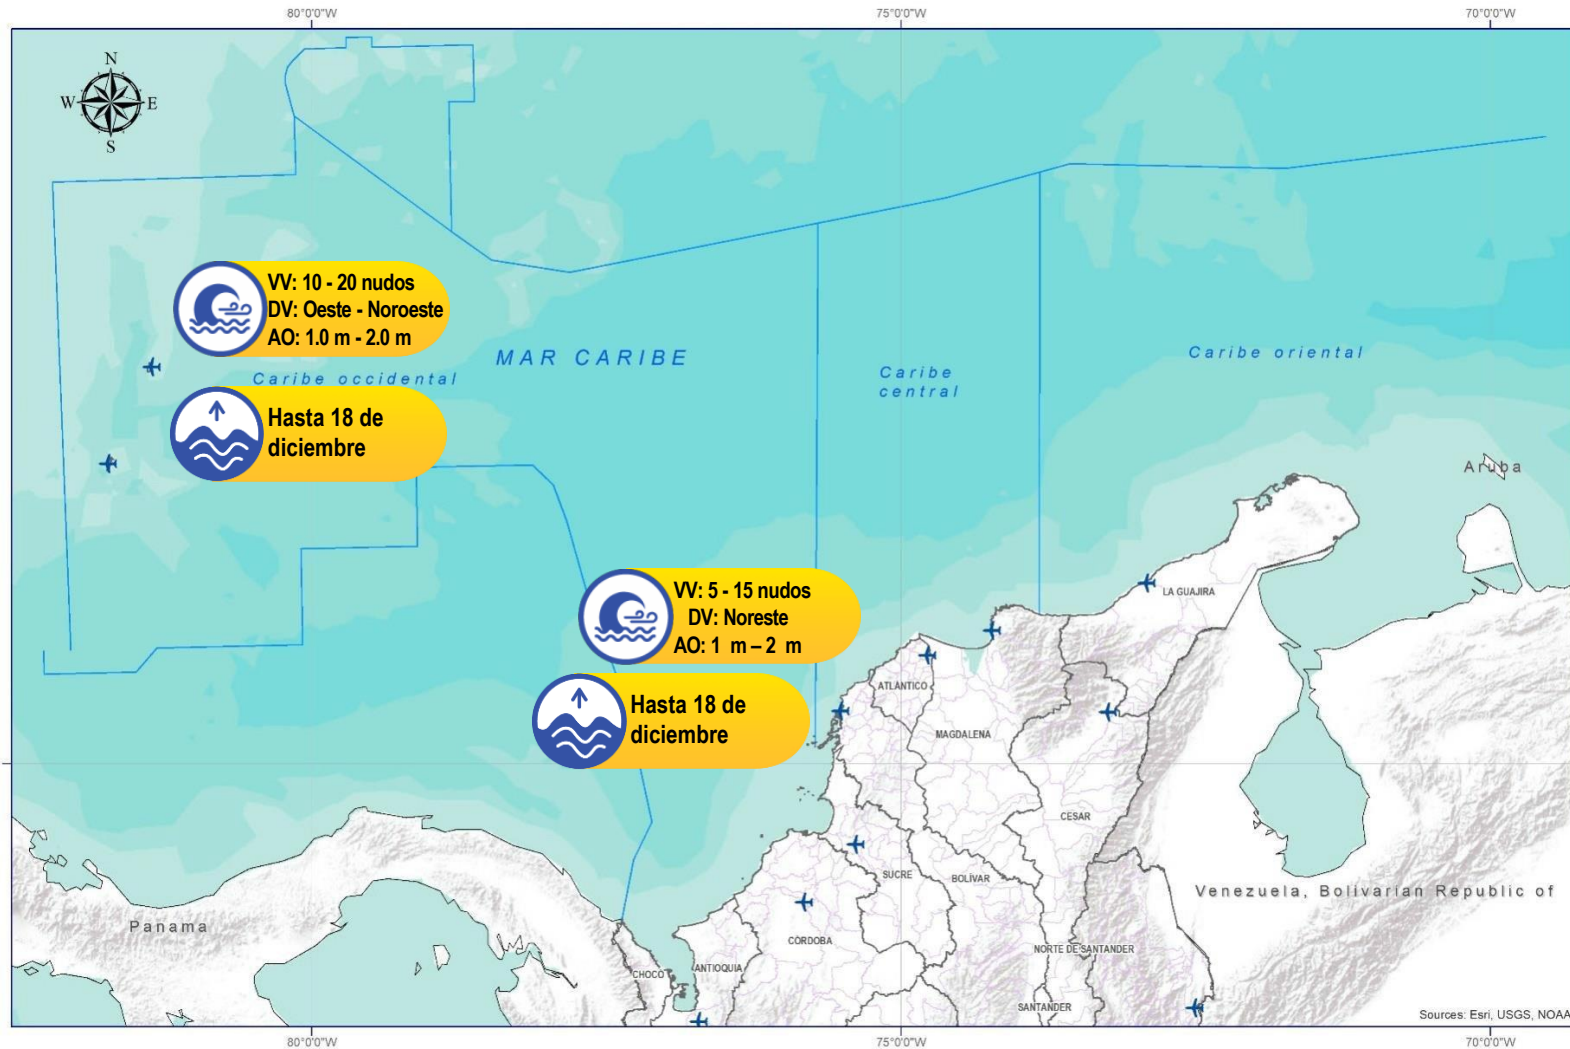 80°0'0"W
75°0'0"W
70°0'0"W
N
W
E
S
VV: 10 - 20 nudos
DV: Oeste - Noroeste
AO: 1.0 m - 2.0 m
MAR CARIBE
Caribe occidental
Caribe
central
Caribe oriental
Hasta 18 de
diciembre
Aruba
VV: 5 - 15 nudos
DV: Noreste
AO: 1 m – 2 m
LA GUAJIRA
Hasta 18 de
diciembre
ATLÁNTICO
MAGDALENA
CESAR
SUCRE
BOLÍVAR
Venezuela, Bolivarian Republic of
Panama
CÓRDOBA
NORTE DE SANTANDER
CHOCO
ANTIOQUIA
SANTANDER
Sources: Esri, USGS, NOAA
80°0'0"W
75°0'0"W
70°0'0"W